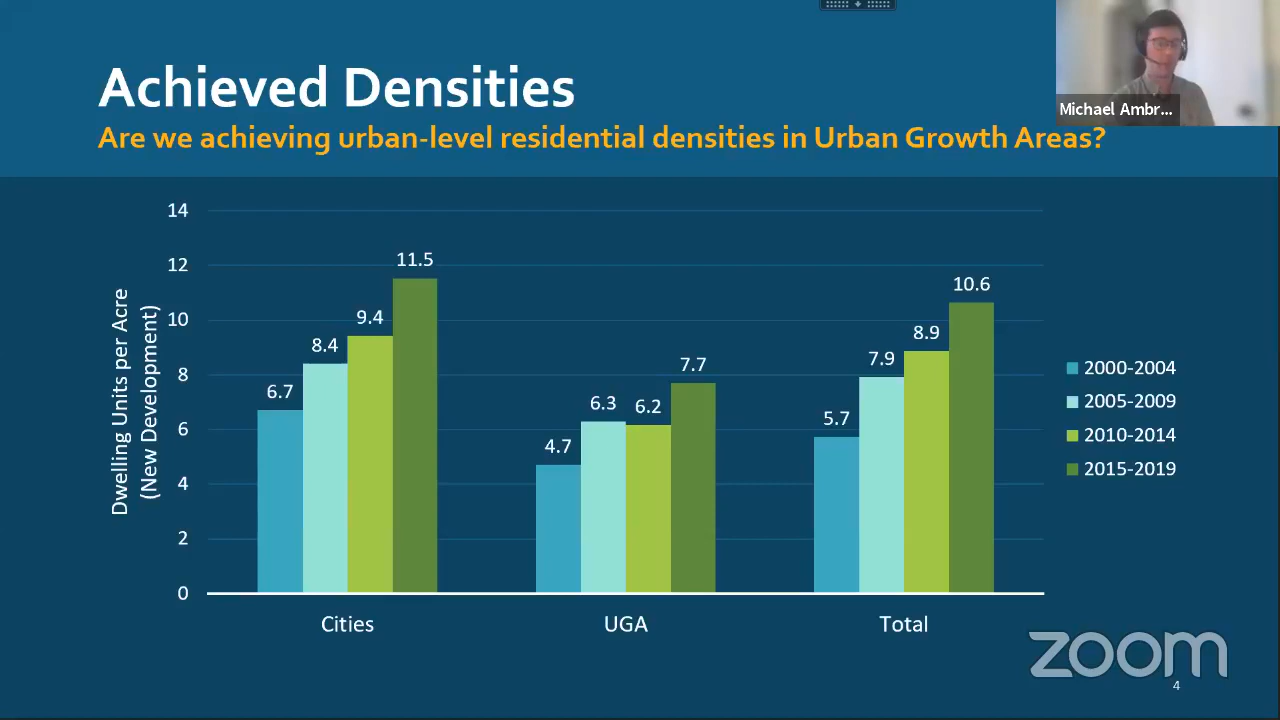 Achieved Densities
Are we achieving urban-level residential densities in Urban Growth Areas?
Michael Ambr...
Dwelling Units per Acre
(New Development)
14
12
10
8
6
4
2
0
6.7
8.4
9.4
11.5
4.7
6.3
6.2
7.7
5.7
7.9
8.9
10.6
Cities
UGA
Total
2000-2004
2005-2009
2010-2014
2015-2019
zoom
4